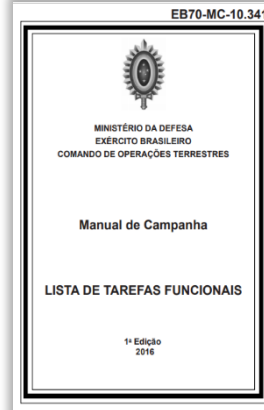 EB70-MC-10.341
MINISTÉRIO DA DEFESA
EXÉRCITO BRASILEIRO
COMANDO DE OPERAÇÕES TERRESTRES
Manual de Campanha
LISTA DE TAREFAS FUNCIONAIS
1ª Edição
2016